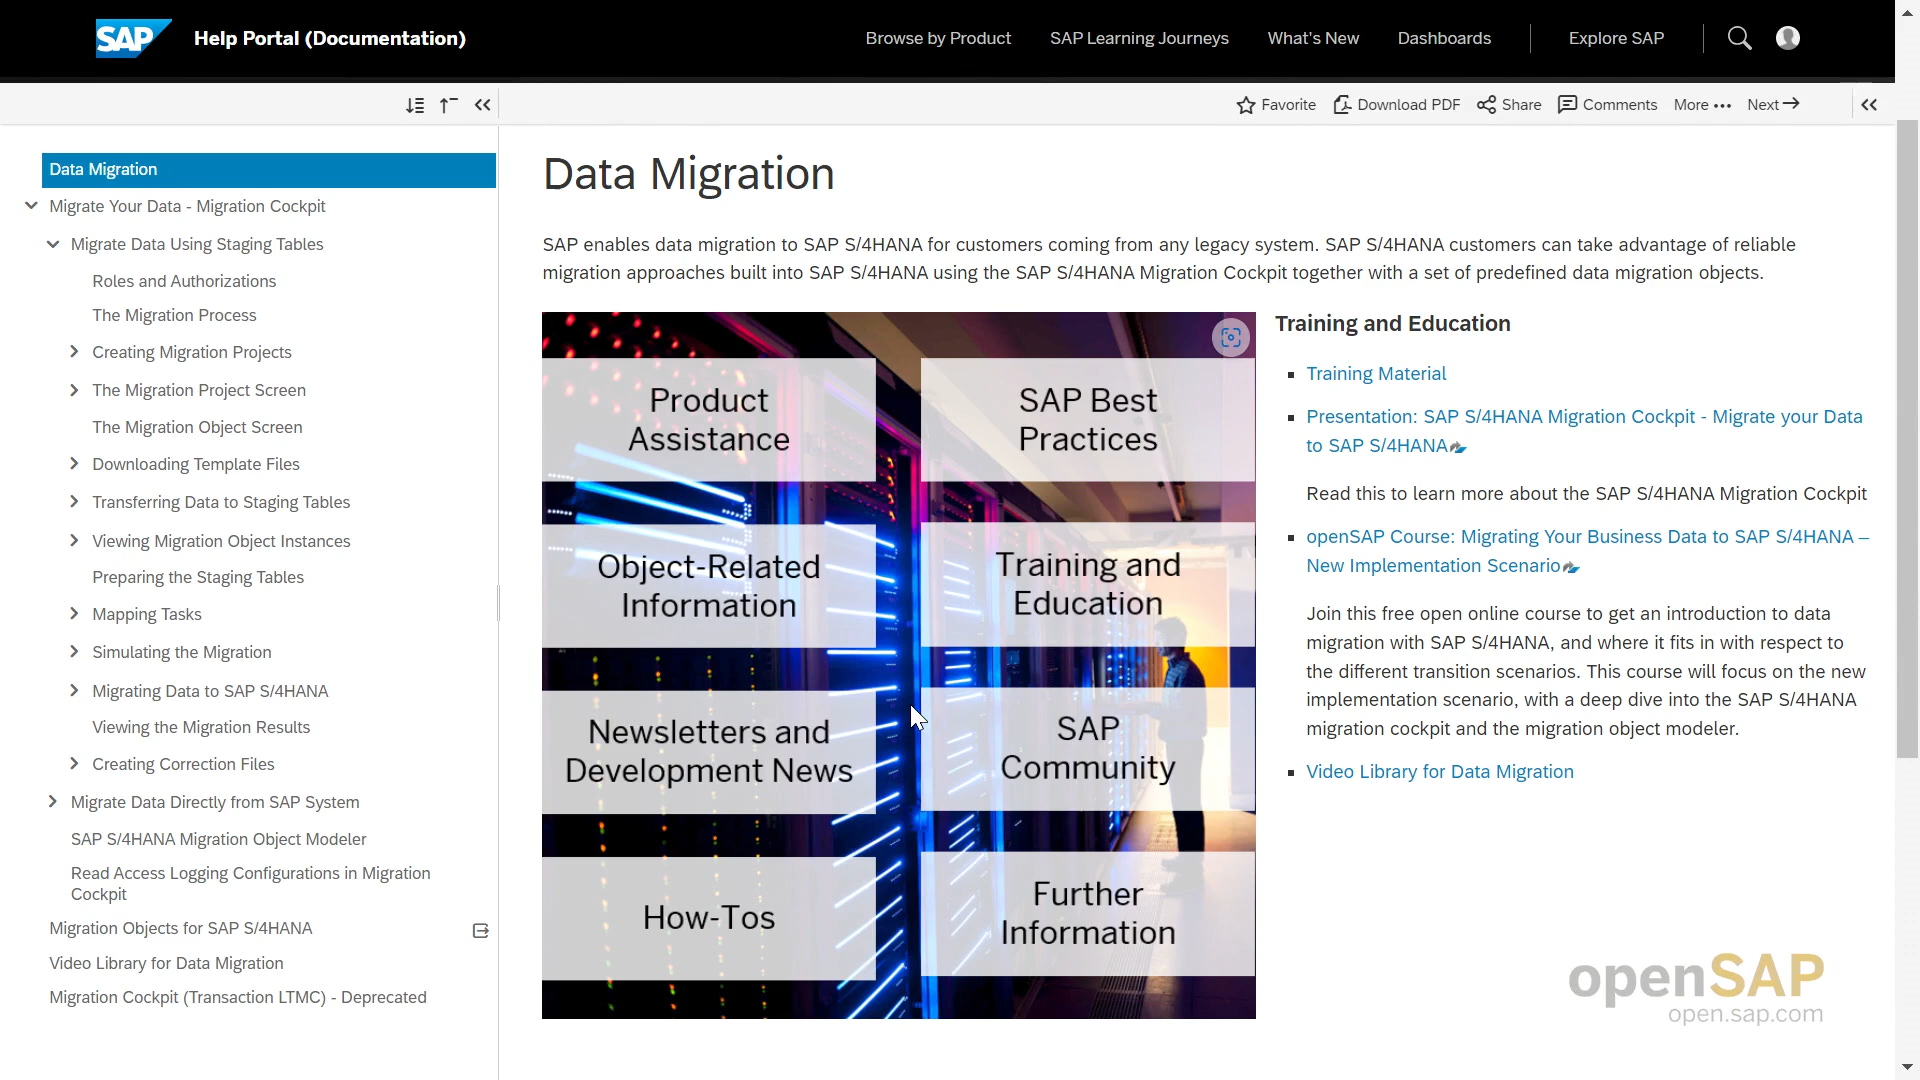 SAP
Help Portal (Documentation)
Browse by Product
SAP Learning Journeys
What's New
Dashboards
Explore SAP
Favorite
Download PDF
Share
Comments
More
Next
Data Migration
Migrate Your Data - Migration Cockpit
Migrate Data Using Staging Tables
Roles and Authorizations
The Migration Process
Creating Migration Projects
The Migration Project Screen
The Migration Object Screen
Downloading Template Files
Transferring Data to Staging Tables
Viewing Migration Object Instances
Preparing the Staging Tables
Mapping Tasks
Simulating the Migration
Migrating Data to SAP S/4HANA
Viewing the Migration Results
Creating Correction Files
Migrate Data Directly from SAP System
SAP S/4HANA Migration Object Modeler
Read Access Logging Configurations in Migration
Cockpit
Migration Objects for SAP S/4HANA
Video Library for Data Migration
Migration Cockpit (Transaction LTMC) - Deprecated
Data Migration
SAP enables data migration to SAP S/4HANA for customers coming from any legacy system. SAP S/4HANA customers can take advantage of reliable
migration approaches built into SAP S/4HANA using the SAP S/4HANA Migration Cockpit together with a set of predefined data migration objects.
Product
Assistance
SAP Best
Practices
Object-Related
Information
Training and
Education
Newsletters and
Development News
SAP
Community
How-Tos
Further
Information
Training and Education
Training Material
Presentation: SAP S/4HANA Migration Cockpit - Migrate your Data
to SAP S/4HANA
Read this to learn more about the SAP S/4HANA Migration Cockpit
openSAP Course: Migrating Your Business Data to SAP S/4HANA –
New Implementation Scenario
Join this free open online course to get an introduction to data
migration with SAP S/4HANA, and where it fits in with respect to
the different transition scenarios. This course will focus on the new
implementation scenario, with a deep dive into the SAP S/4HANA
migration cockpit and the migration object modeler.
Video Library for Data Migration
openSAP
open.sap.com